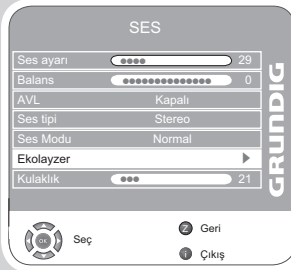 SES
Ses ayarı 29
Balans 0
AVL Kapalı
Ses tipi Stereo
Ses Modu Normal
Ekolayzer
Kulaklık 21
GRUNDIG
OK Seç
Z Geri
i Çıkış